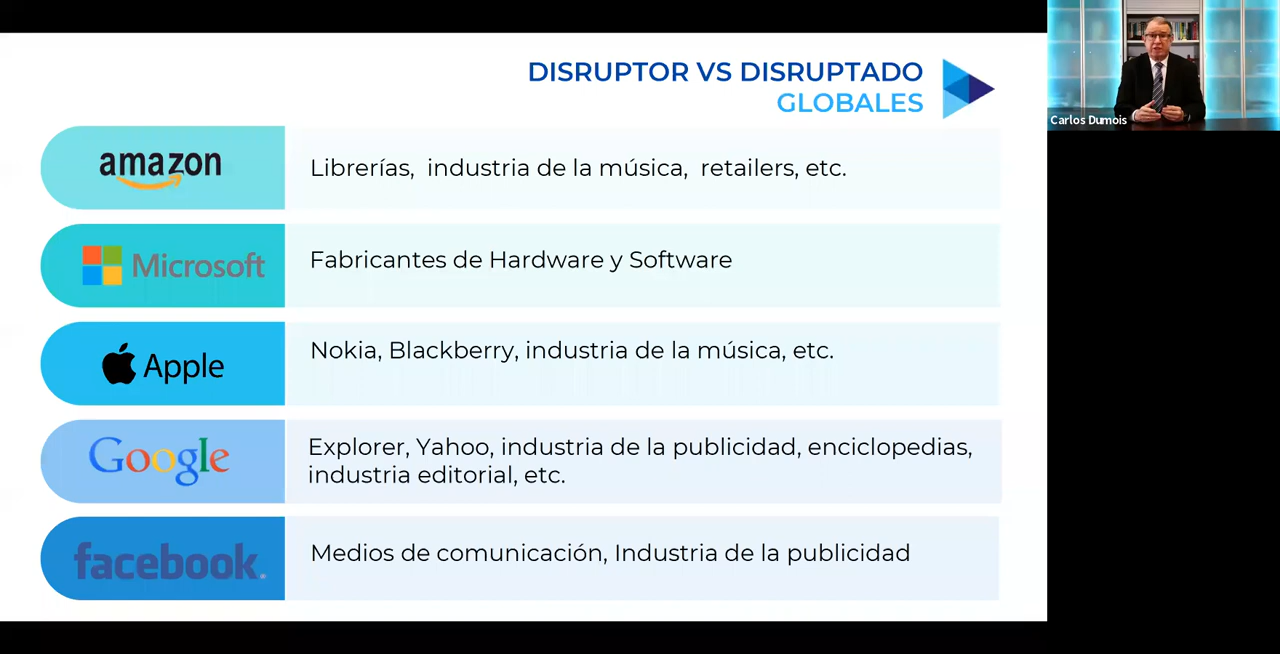 DISRUPTOR VS DISRUPTADO
GLOBALES
Carlos Dumois
amazon
Librerías, industria de la música, retailers, etc.
Microsoft
Fabricantes de Hardware y Software
Apple
Nokia, Blackberry, industria de la música, etc.
Google
Explorer, Yahoo, industria de la publicidad, enciclopedias,
industria editorial, etc.
facebook®
Medios de comunicación, Industria de la publicidad